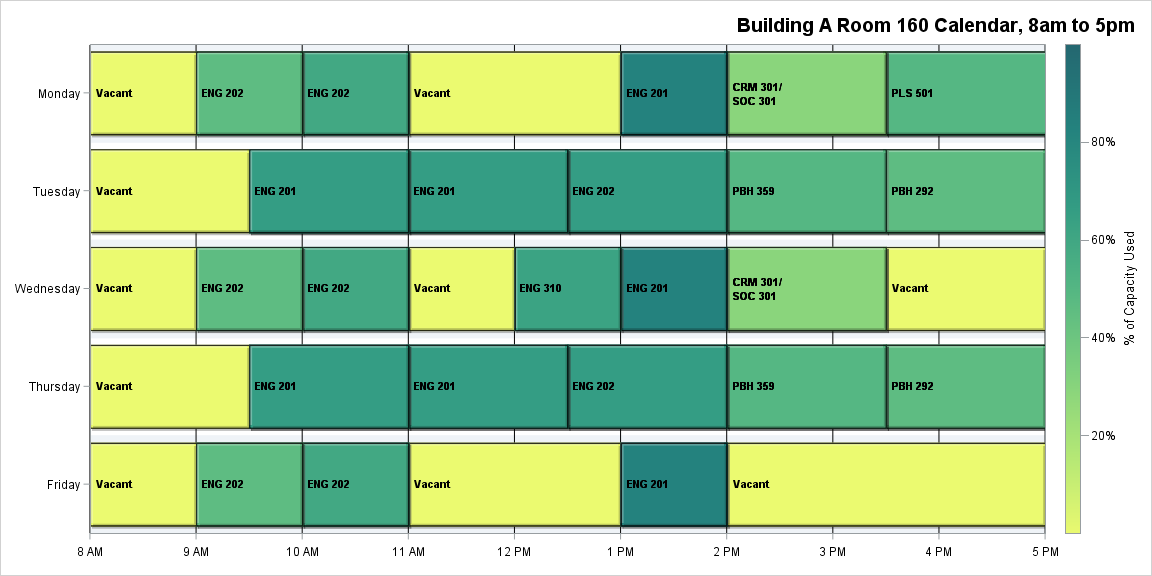 Building A Room 160 Calendar, 8am to 5pm
Monday
Vacant
ENG 202
ENG 202
Vacant
ENG 201
CRM 301/
SOC 301
PLS 501
Tuesday
Vacant
ENG 201
ENG 201
ENG 202
PBH 359
PBH 292
Wednesday
Vacant
ENG 202
ENG 202
Vacant
ENG 310
ENG 201
CRM 301/
SOC 301
Vacant
Thursday
Vacant
ENG 201
ENG 201
ENG 202
PBH 359
PBH 292
Friday
Vacant
ENG 202
ENG 202
Vacant
ENG 201
Vacant
8 AM
9 AM
10 AM
11 AM
12 PM
1 PM
2 PM
3 PM
4 PM
5 PM
80%
60%
40%
20%
% of Capacity Used